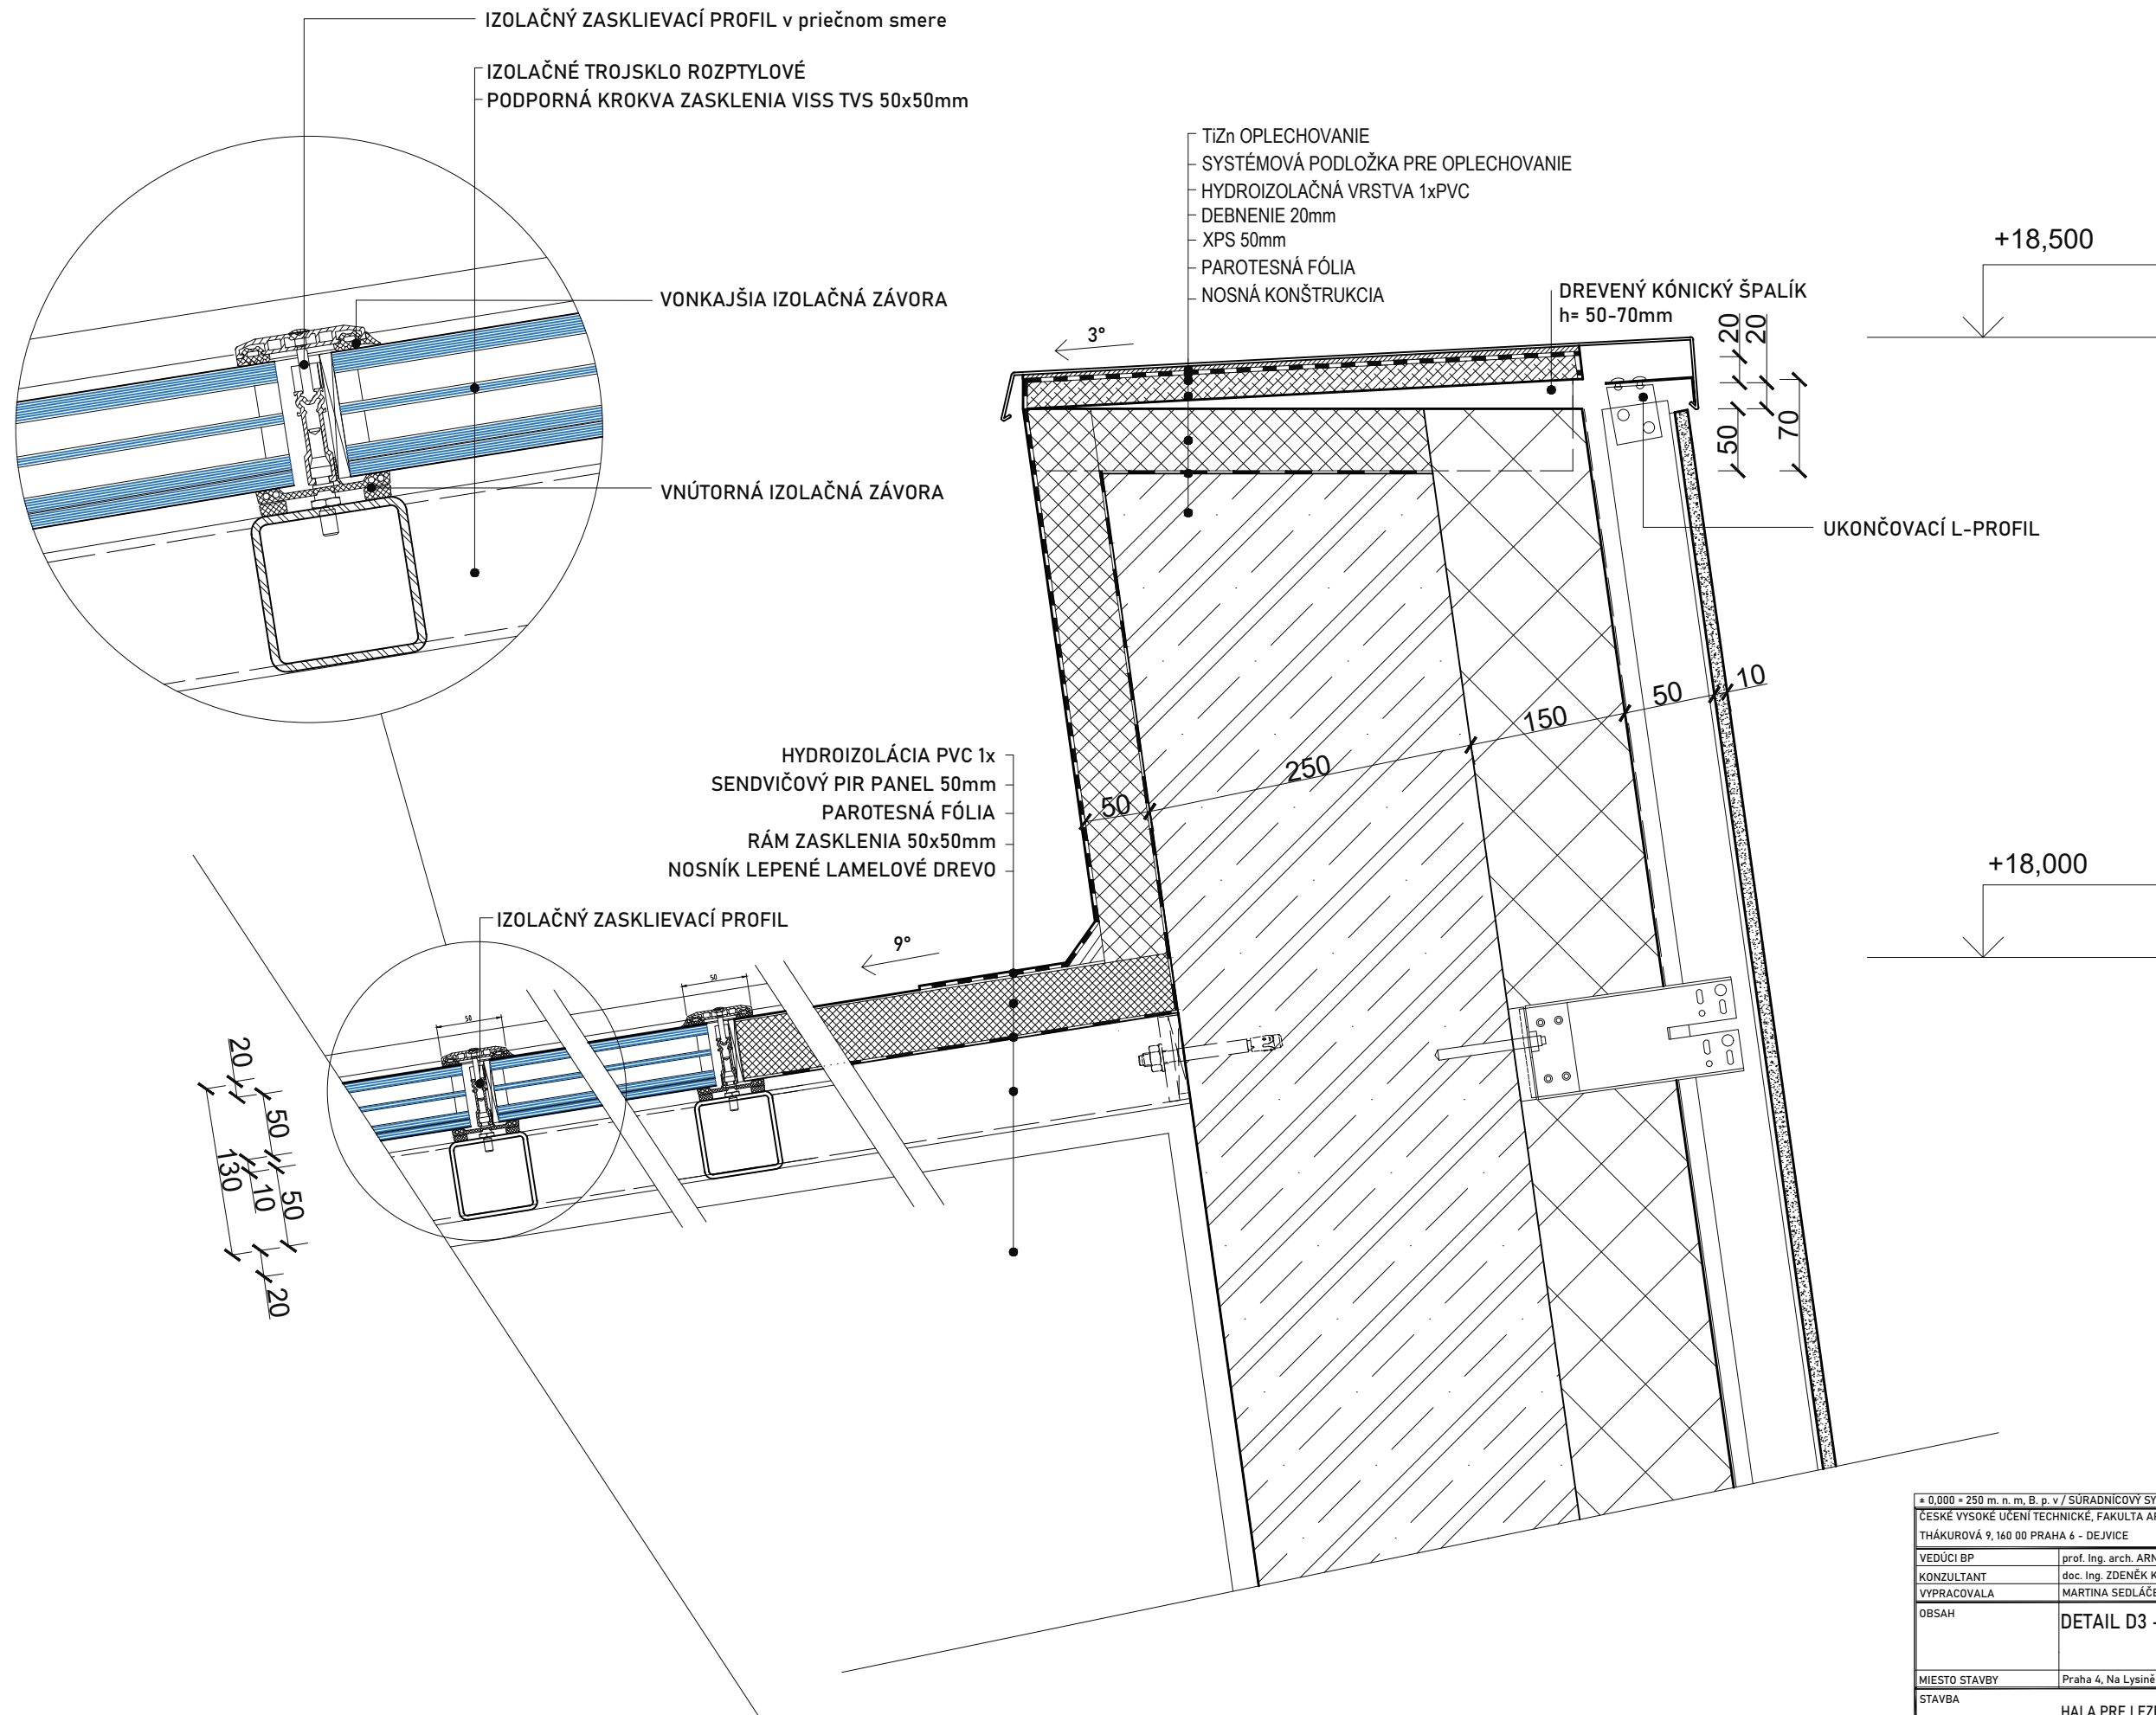 IZOLAČNÝ ZASKLIEVACÍ PROFIL v priečnom smere
IZOLAČNÉ TROJSKLO ROZPTYLOVÉ
PODPORNÁ KROKVA ZASKLENIA VISS TVS 50x50mm
TiZn OPLECHOVANIE
SYSTÉMOVÁ PODLOŽKA PRE OPLECHOVANIE
HYDROIZOLAČNÁ VRSTVA 1xPVC
DEBNENIE 20mm
XPS 50mm
PAROTESNÁ FÓLIA
NOSNÁ KONŠTRUKCIA
+18,500
VONKAJŠIA IZOLAČNÁ ZÁVORA
DREVENÝ KÓNICKÝ ŠPALÍK
h= 50-70mm
3°
20
20
50
70
VNÚTORNÁ IZOLAČNÁ ZÁVORA
UKONČOVACÍ L-PROFIL
10
50
150
250
50
HYDROIZOLÁCIA PVC 1x
SENDVIČOVÝ PIR PANEL 50mm
PAROTESNÁ FÓLIA
RÁM ZASKLENIA 50x50mm
NOSNÍK LEPENÉ LAMELOVÉ DREVO
+18,000
IZOLAČNÝ ZASKLIEVACÍ PROFIL
9°
50
50
20
50
130
10
50
20
± 0,000 = 250 m. n. m, B. p. v / SÚRADNÍCOVÝ SY
ČESKÉ VYSOKÉ UČENÍ TECHNICKÉ, FAKULTA AR
THÁKUROVÁ 9, 160 00 PRAHA 6 - DEJVICE
VEDÚCI BP prof. Ing. arch. ARN
KONZULTANT doc. Ing. ZDENĚK K
VYPRACOVALA MARTINA SEDLÁČE
OBSAH DETAIL D3 -
MIESTO STAVBY Praha 4, Na Lysině
STAVBA
HALA PRE LEZE